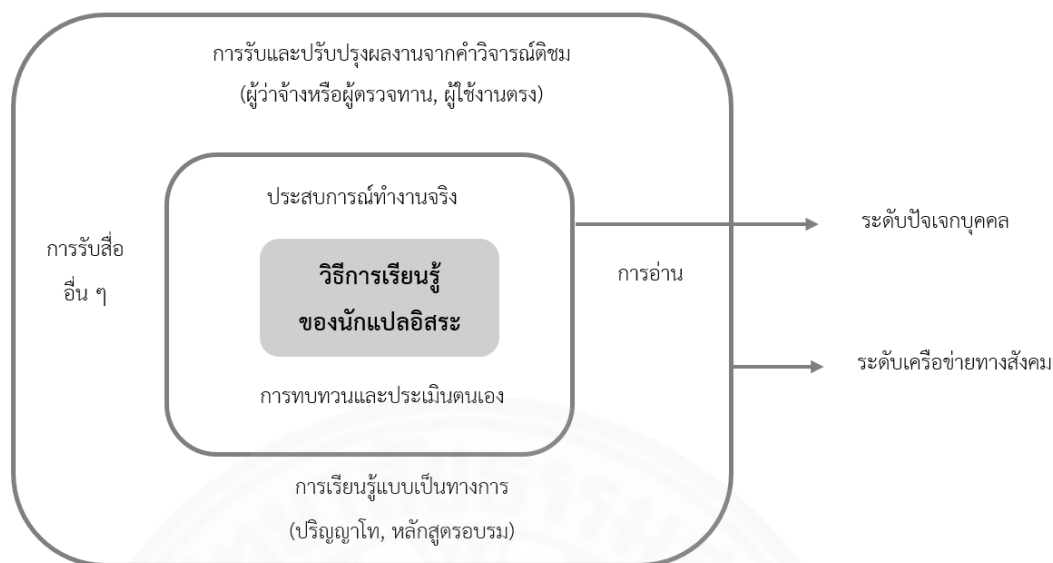 การรับและปรับปรุงผลงานจากคำวิจารณ์ติชม
(ผู้ว่าจ้างหรือผู้ตรวจทาน, ผู้ใช้งานตรง)
ประสบการณ์ทำงานจริง
ระดับปัจเจกบุคคล
การรับสื่อ
อื่น ๆ
วิธีการเรียนรู้
ของนักแปลอิสระ
การอ่าน
ระดับเครือข่ายทางสังคม
การทบทวนและประเมินตนเอง
การเรียนรู้แบบเป็นทางการ
(ปริญญาโท, หลักสูตรอบรม)